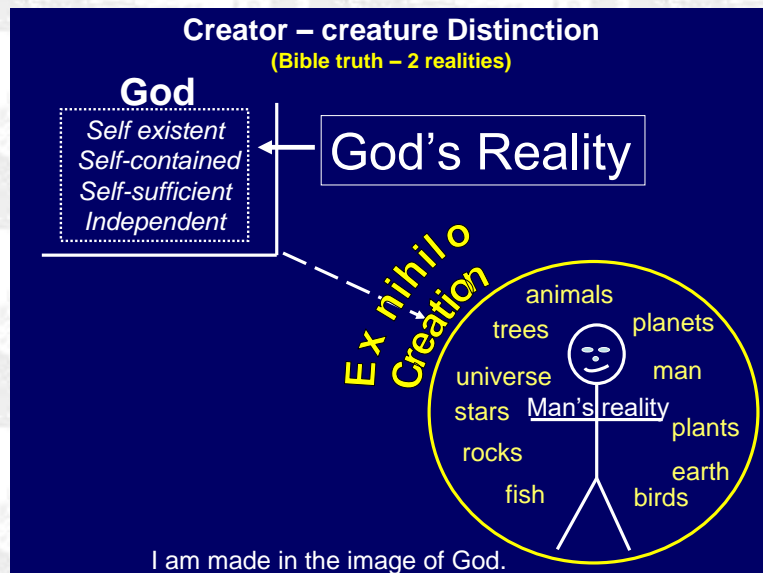 Creator – creature Distinction
(Bible truth – 2 realities)
God
Self existent
Self-contained
Self-sufficient
Independent
God's Reality
Ex nihilo
Creation
animals
trees
planets
universe
man
stars
Man's reality
plants
rocks
earth
fish
birds
I am made in the image of God.